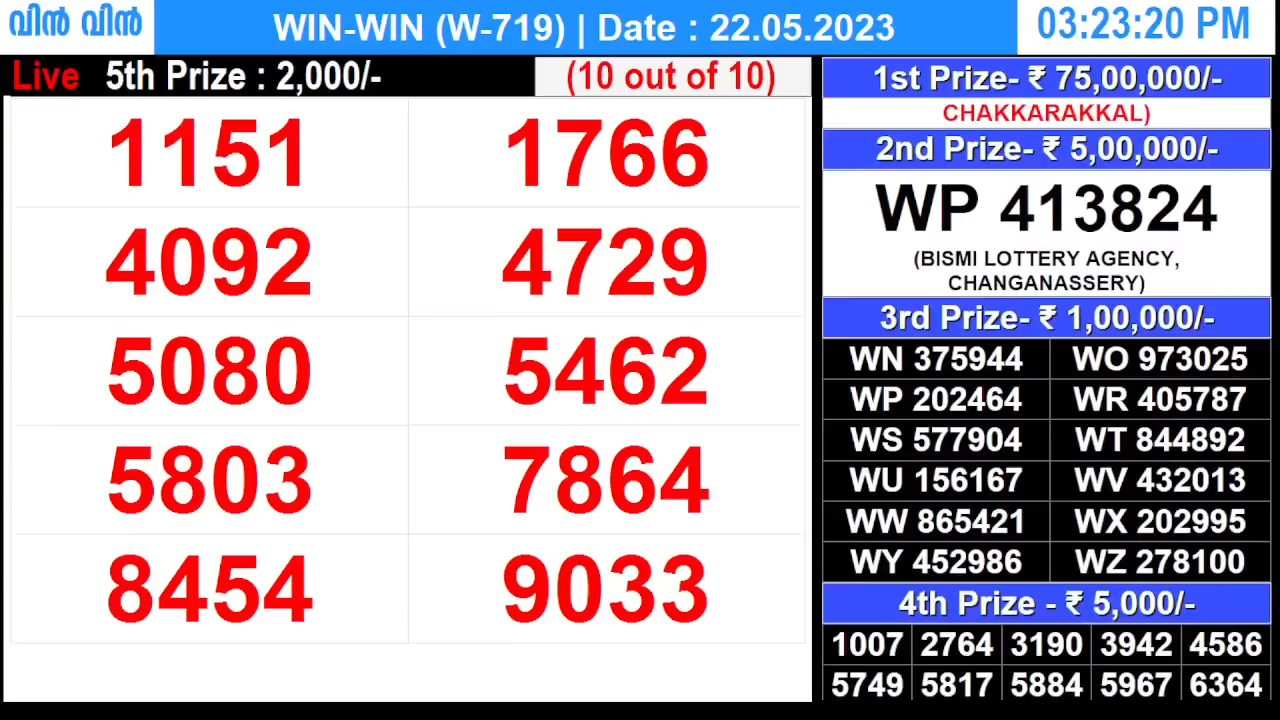 വിൻ വിൻ
WIN-WIN (W-719) | Date : 22.05.2023
03:23:20 PM
Live 5th Prize : 2,000/- (10 out of 10)
1151 1766
4092 4729
5080 5462
5803 7864
8454 9033
1st Prize- ₹ 75,00,000/-
CHAKKARAKKAL)
2nd Prize- ₹ 5,00,000/-
WP 413824
(BISMI LOTTERY AGENCY,
CHANGANASSERY)
3rd Prize- ₹ 1,00,000/-
WN 375944 WO 973025
WP 202464 WR 405787
WS 577904 WT 844892
WU 156167 WV 432013
WW 865421 WX 202995
WY 452986 WZ 278100
4th Prize - ₹ 5,000/-
1007 2764 3190 3942 4586
5749 5817 5884 5967 6364